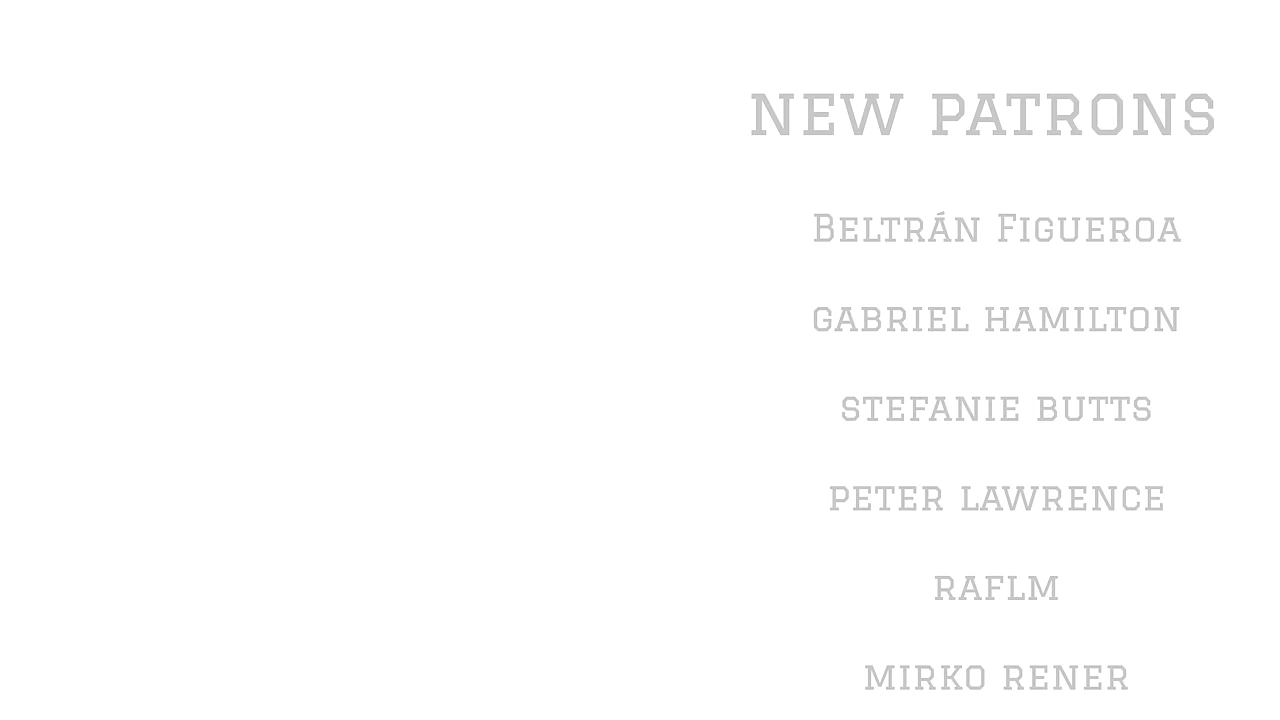 NEW PATRONS
BELTRÁN FIGUEROA
GABRIEL HAMILTON
STEFANIE BUTTS
PETER LAWRENCE
RAFLM
MIRKO RENER